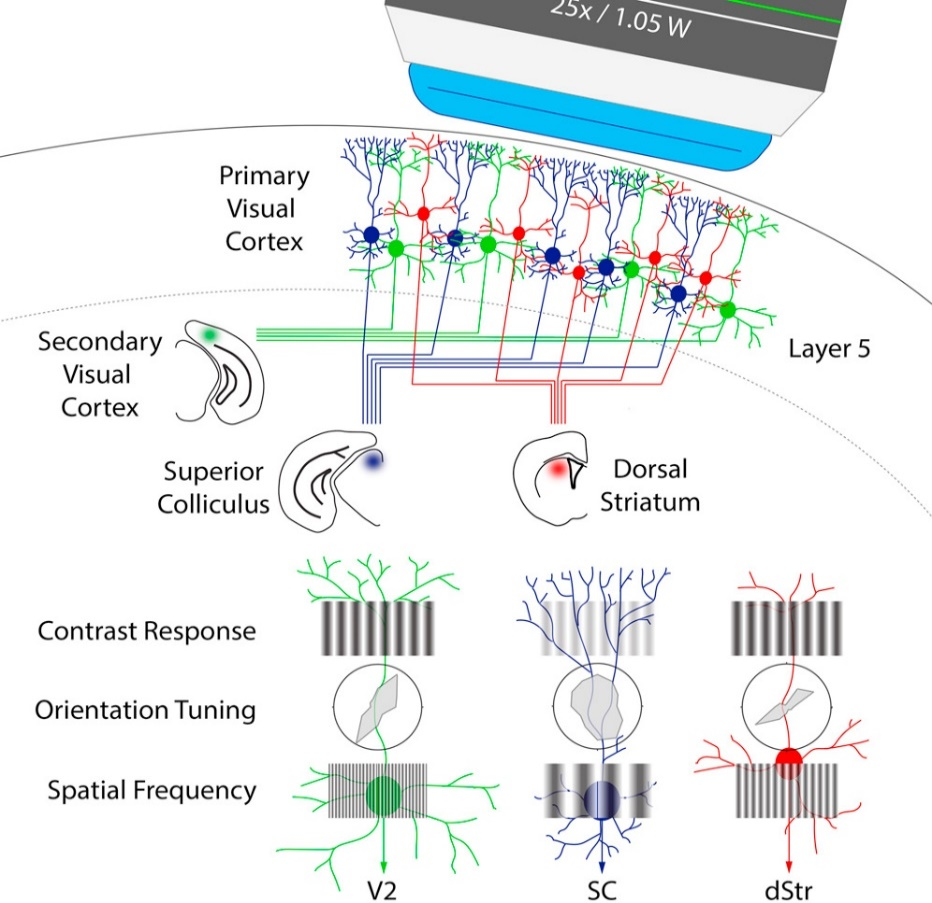 25x / 1.05 W
Primary
Visual
Cortex
Secondary
Visual
Cortex
Layer 5
Superior
Colliculus
Dorsal
Striatum
Contrast Response
Orientation Tuning
Spatial Frequency
V2
SC
dStr